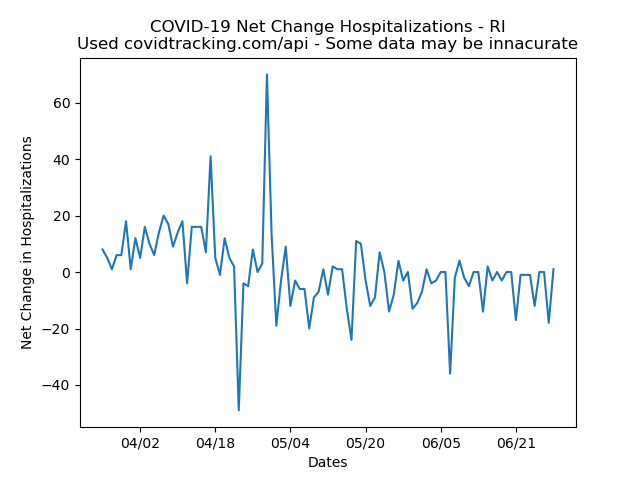 COVID-19 Net Change Hospitalizations - RI
Used covidtracking.com/api - Some data may be innacurate
Net Change in Hospitalizations
60
40
20
0
−20
−40
04/02 04/18 05/04 05/20 06/05 06/21
Dates